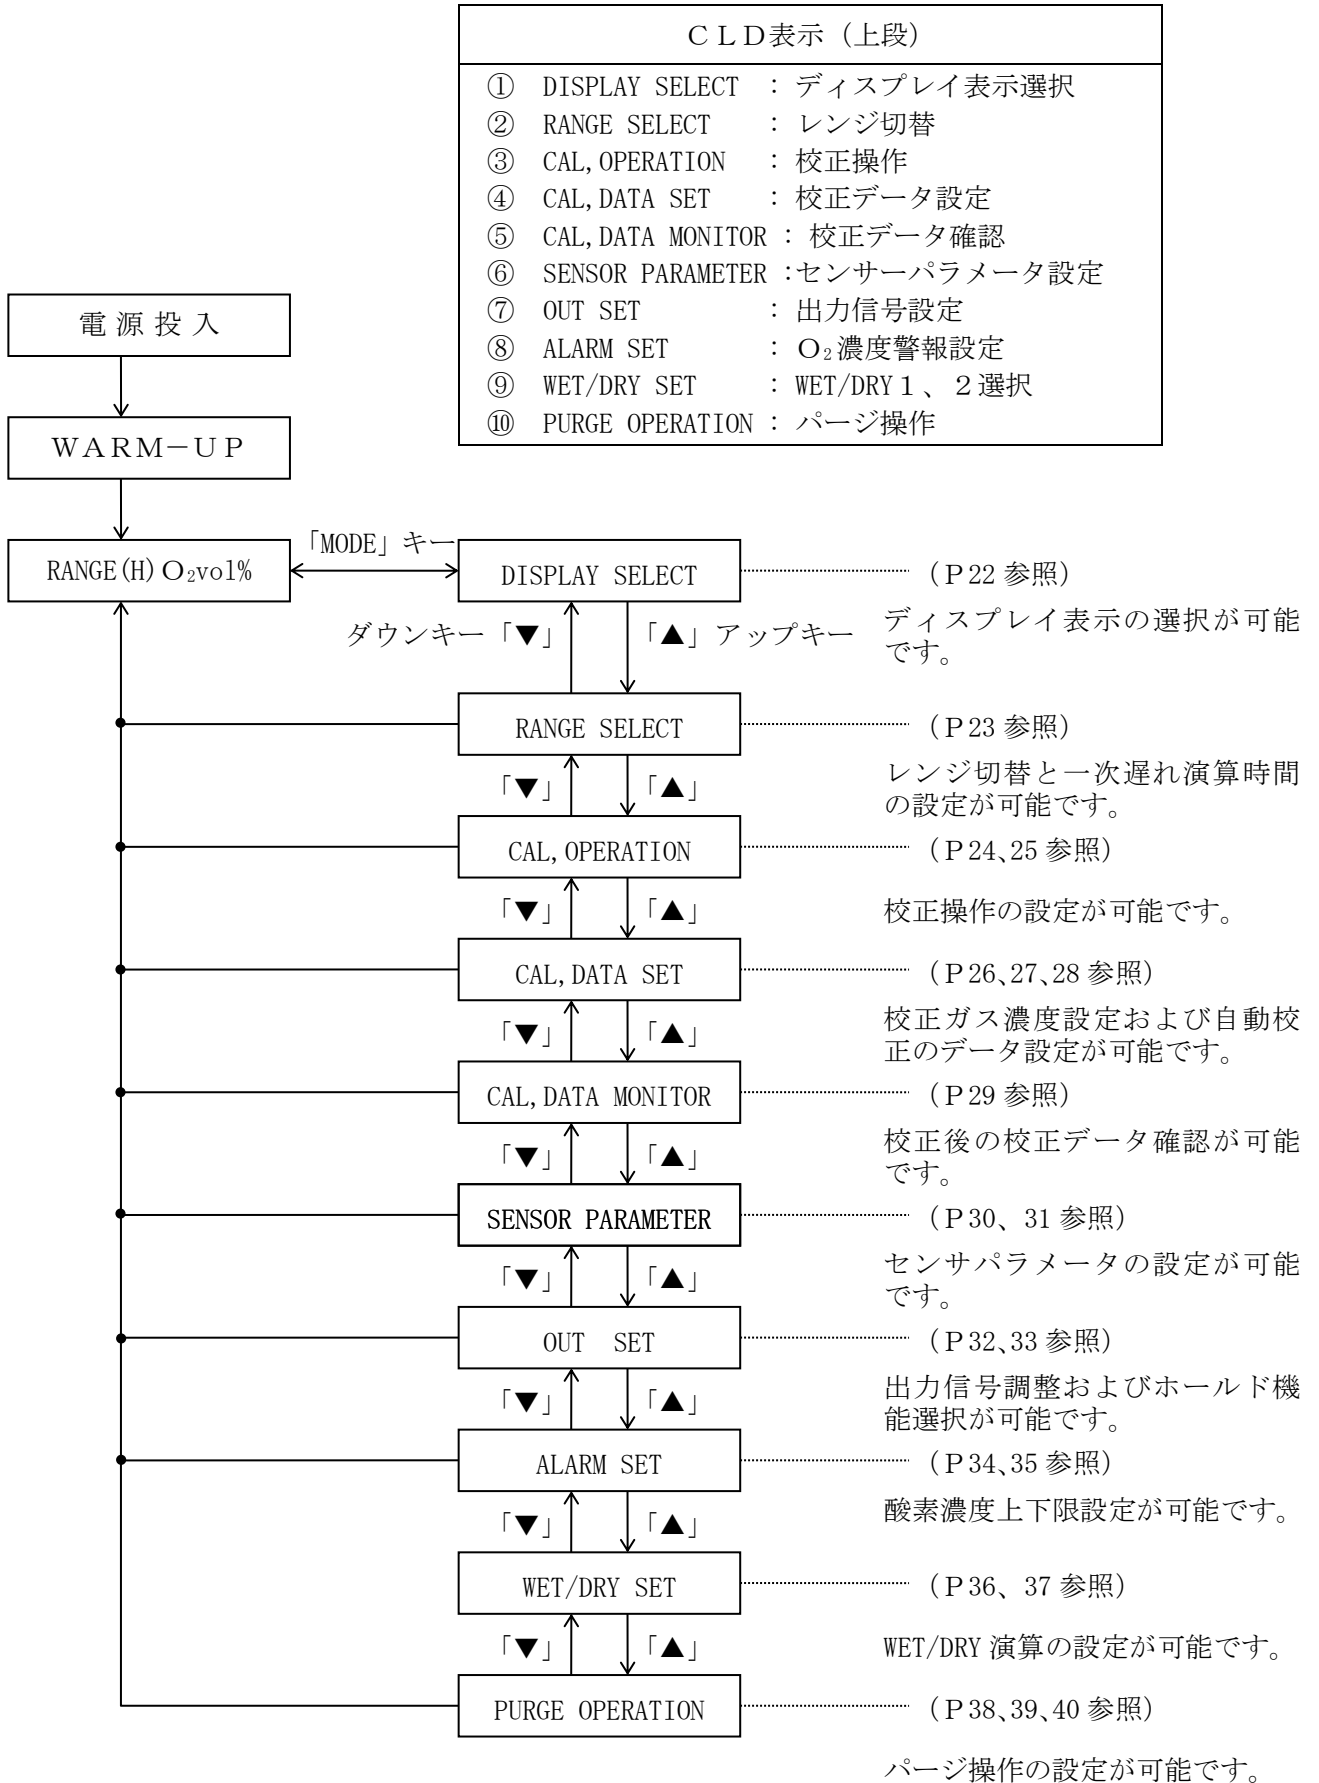 ＣＬＤ表示（上段）
① DISPLAY SELECT ：ディスプレイ表示選択
② RANGE SELECT ：レンジ切替
③ CAL,OPERATION ：校正操作
④ CAL,DATA SET ：校正データ設定
⑤ CAL,DATA MONITOR：校正データ確認
⑥ SENSOR PARAMETER：センサーパラメータ設定
⑦ OUT SET ：出力信号設定
⑧ ALARM SET ：Ｏ₂濃度警報設定
⑨ WET/DRY SET ：WET/DRY１、２選択
⑩ PURGE OPERATION：パージ操作
電源投入
ＷＡＲＭ－ＵＰ
RANGE(H)Ｏ₂vol%
「MODE」キー
DISPLAY SELECT
（Ｐ22 参照）
ディスプレイ表示の選択が可能
です。
ダウンキー「▼」
「▲」アップキー
RANGE SELECT
（Ｐ23 参照）
レンジ切替と一次遅れ演算時間
の設定が可能です。
「▼」
「▲」
CAL,OPERATION
（Ｐ24、25 参照）
校正操作の設定が可能です。
「▼」
「▲」
CAL,DATA SET
（Ｐ26、27、28 参照）
校正ガス濃度設定および自動校
正のデータ設定が可能です。
「▼」
「▲」
CAL,DATA MONITOR
（Ｐ29 参照）
校正後の校正データ確認が可能
です。
「▼」
「▲」
SENSOR PARAMETER
（Ｐ30、31 参照）
センサパラメータの設定が可能
です。
「▼」
「▲」
OUT SET
（Ｐ32、33 参照）
出力信号調整およびホールド機
能選択が可能です。
「▼」
「▲」
ALARM SET
（Ｐ34、35 参照）
酸素濃度上下限設定が可能です。
「▼」
「▲」
WET/DRY SET
（Ｐ36、37 参照）
WET/DRY 演算の設定が可能です。
「▼」
「▲」
PURGE OPERATION
（Ｐ38、39、40 参照）
パージ操作の設定が可能です。